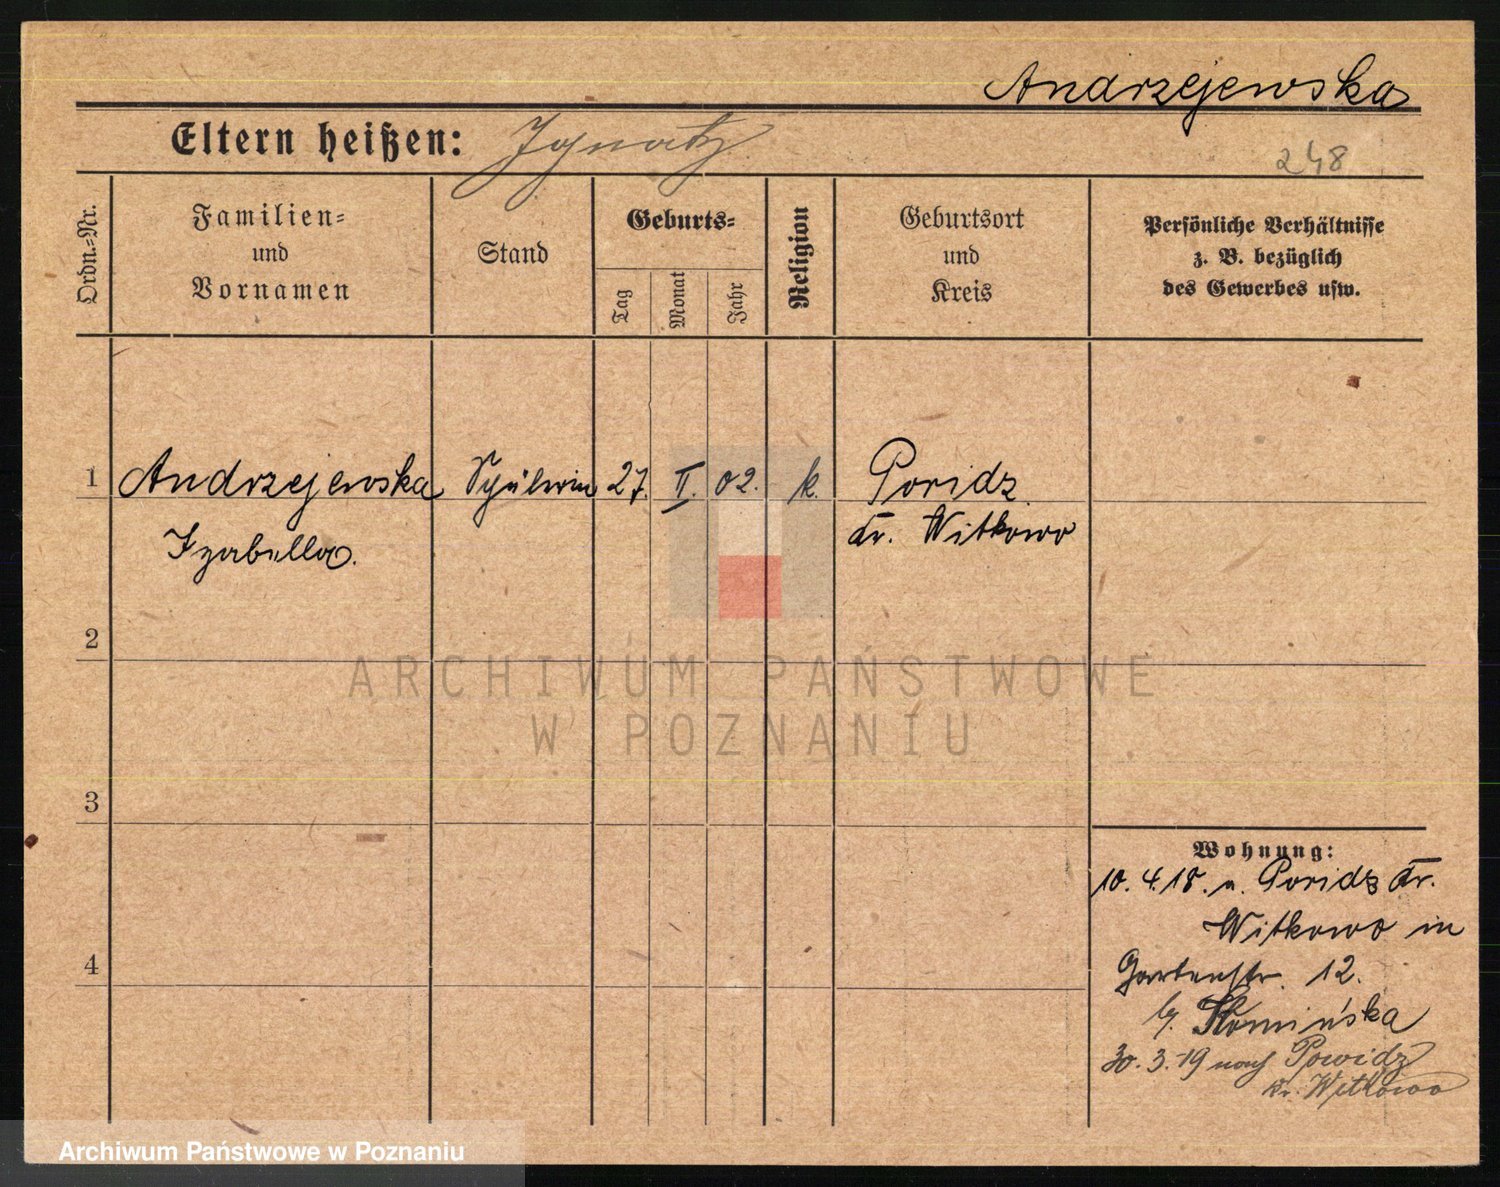 Andrzejewska
Eltern heißen: Ignatz
248
Ordn.=Nr.
Familien=
und
Vornamen
Stand
Geburts=
Tag
Monat
Jahr
Religion
Geburtsort
und
Kreis
Persönliche Verhältnisse
z. B. bezüglich
des Gewerbes usw.
1 Andrzejewska Schülerin 27. II. 02. k. Powidz
Izabella. Kr. Witkowo
2
3
4
Wohnung:
10. 4. 18. v. Powidz Kr.
Witkowo in
Gartenstr. 12.
b.
30. 3. 19 nach Powidz
Kr. Witkowo
ARCHIWUM PAŃSTWOWE
W POZNANIU
Archiwum Państwowe w Poznaniu